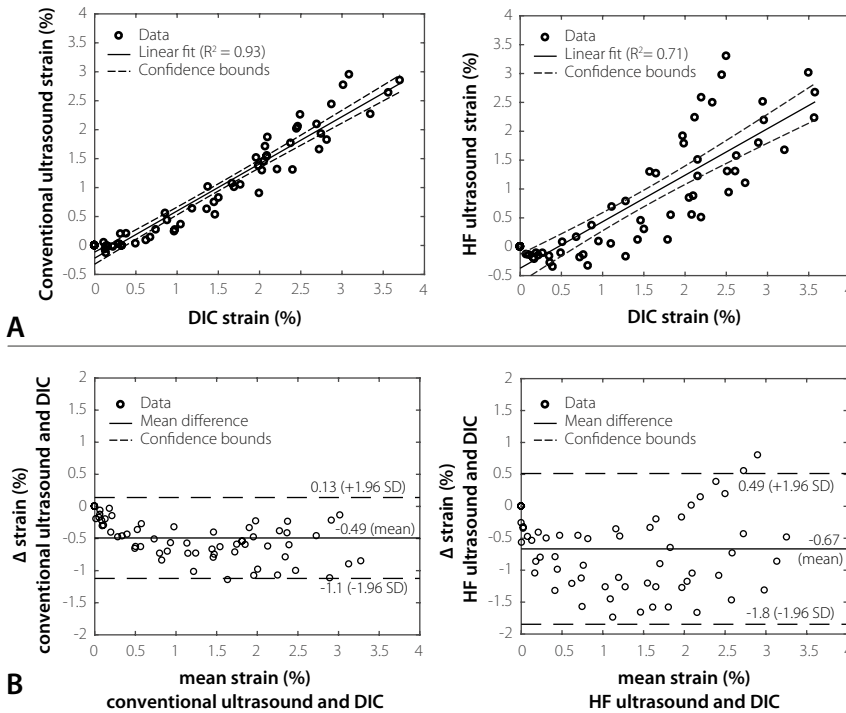 Conventional ultrasound strain (%)
4
3.5
3
2.5
2
1.5
1
0.5
0
-0.5
Data
Linear fit (R² = 0.93)
Confidence bounds
0 0.5 1 1.5 2 2.5 3 3.5 4
DIC strain (%)
HF ultrasound strain (%)
4
3.5
3
2.5
2
1.5
1
0.5
0
-0.5
Data
Linear fit (R²= 0.71)
Confidence bounds
0 0.5 1 1.5 2 2.5 3 3.5 4
DIC strain (%)
A
Δ strain (%)
conventional ultrasound and DIC
2
1.5
1
0.5
0
-0.5
-1
-1.5
-2
Data
Mean difference
Confidence bounds
0.13 (+1.96 SD)
-0.49 (mean)
-1.1 (-1.96 SD)
0 0.5 1 1.5 2 2.5 3 3.5 4
mean strain (%)
conventional ultrasound and DIC
Δ strain (%)
HF ultrasound and DIC
2
1.5
1
0.5
0
-0.5
-1
-1.5
-2
Data
Mean difference
Confidence bounds
0.49 (+1.96 SD)
-0.67
(mean)
-1.8 (-1.96 SD)
0 0.5 1 1.5 2 2.5 3 3.5 4
mean strain (%)
HF ultrasound and DIC
B